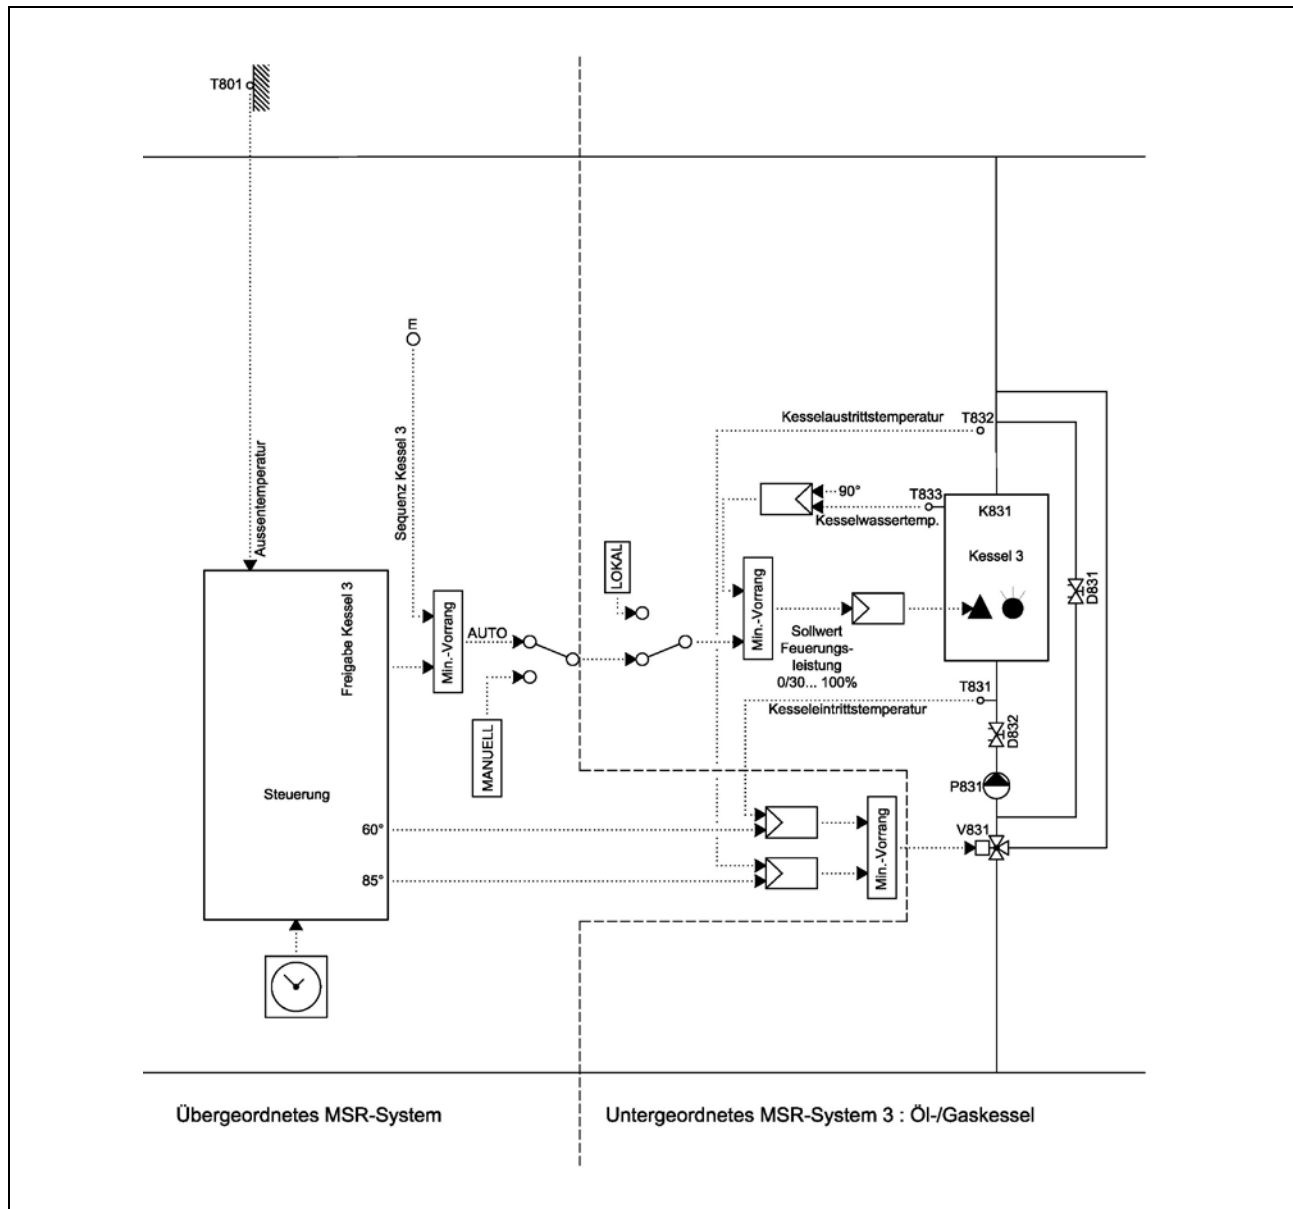 T801
E
Aussentemperatur
Sequenz Kessel 3
Kesselaustrittstemperatur
T832
90°
T833
Kesselwassertemp.
K831
Kessel 3
D831
LOKAL
Freigabe Kessel 3
Min.-Vorrang
AUTO
MANUELL
Min.-Vorrang
Sollwert
Feuerungs-
leistung
0/30... 100%
T831
Kesseleintrittstemperatur
D832
P831
Steuerung
60°
85°
Min.-Vorrang
V831
Übergeordnetes MSR-System
Untergeordnetes MSR-System 3 : Öl-/Gaskessel